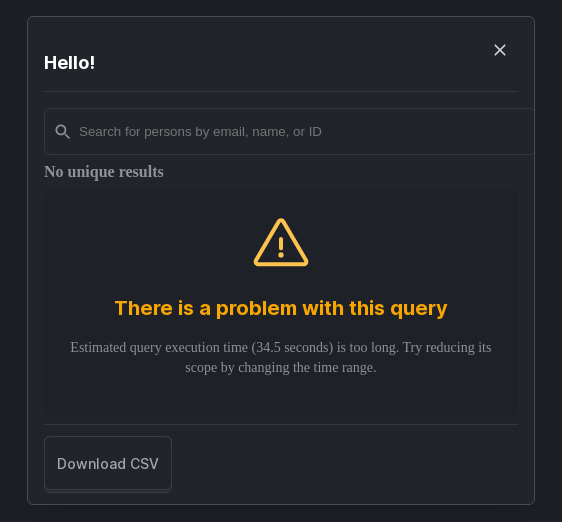 Hello!
Search for persons by email, name, or ID
No unique results
There is a problem with this query
Estimated query execution time (34.5 seconds) is too long. Try reducing its
scope by changing the time range.
Download CSV